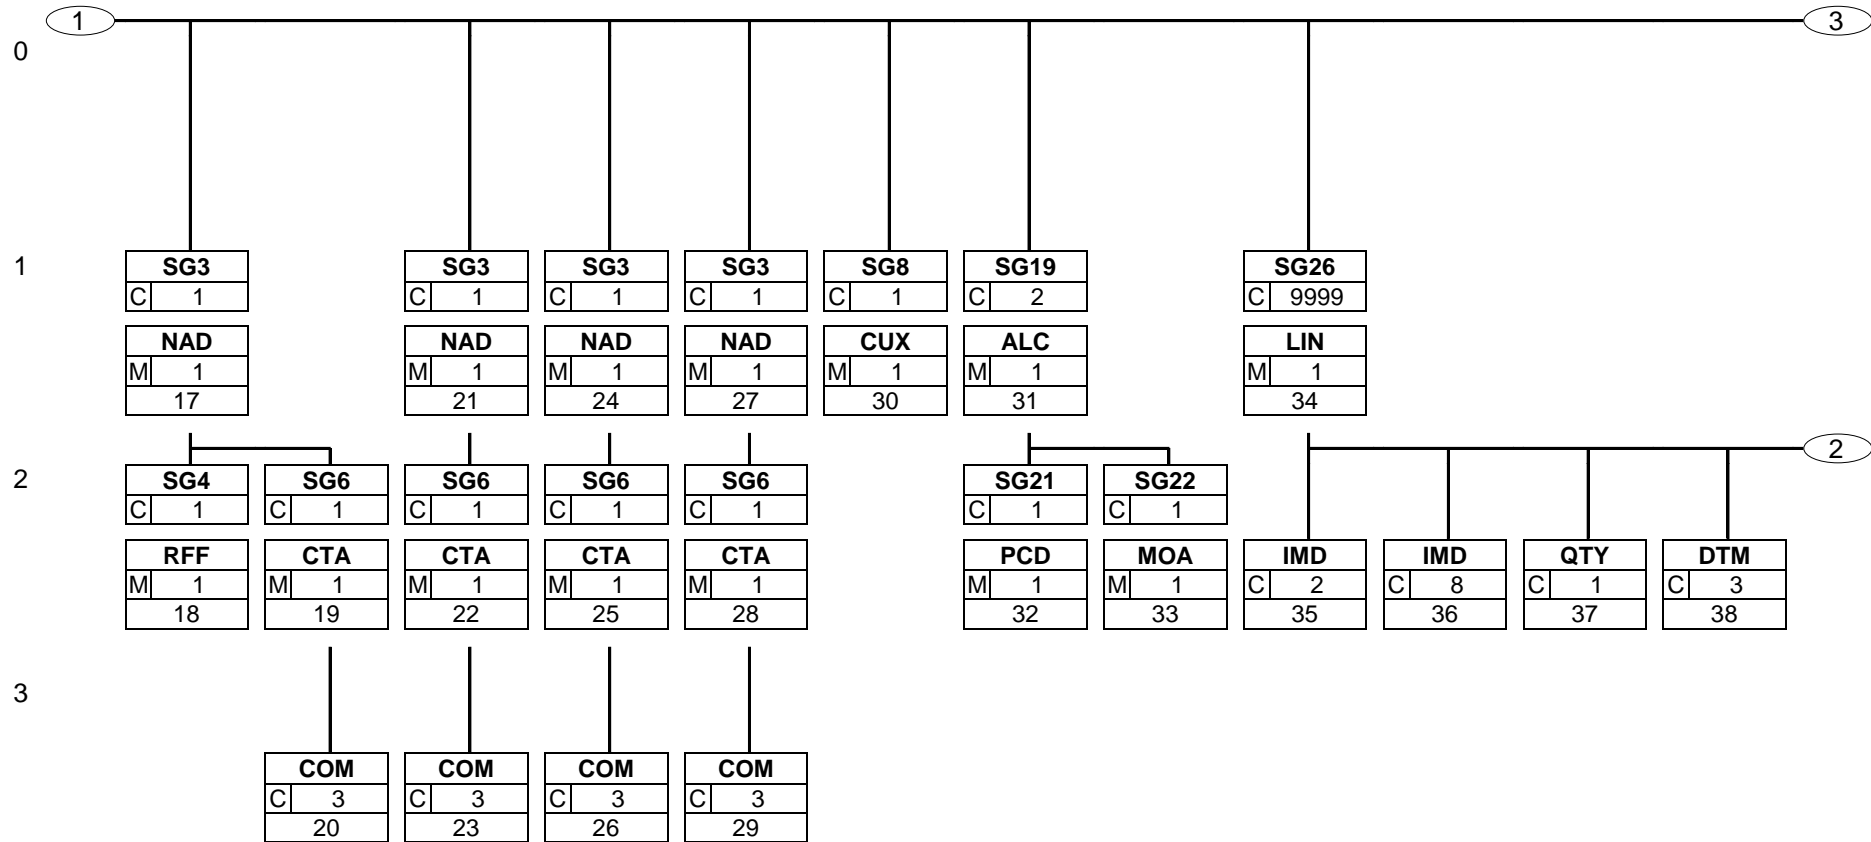 1 3
0
1
SG3 SG3 SG3 SG3 SG8 SG19 SG26
C 1 C 1 C 1 C 1 C 1 C 2 C 9999
NAD NAD NAD NAD CUX ALC LIN
M 1 M 1 M 1 M 1 M 1 M 1 M 1
17 21 24 27 30 31 34
2
2
SG4 SG6 SG6 SG6 SG6 SG21 SG22
C 1 C 1 C 1 C 1 C 1 C 1 C 1
RFF CTA CTA CTA CTA PCD MOA IMD IMD QTY DTM
M 1 M 1 M 1 M 1 M 1 M 1 M 1 C 2 C 8 C 1 C 3
18 19 22 25 28 32 33 35 36 37 38
3
COM COM COM COM
C 3 C 3 C 3 C 3
20 23 26 29